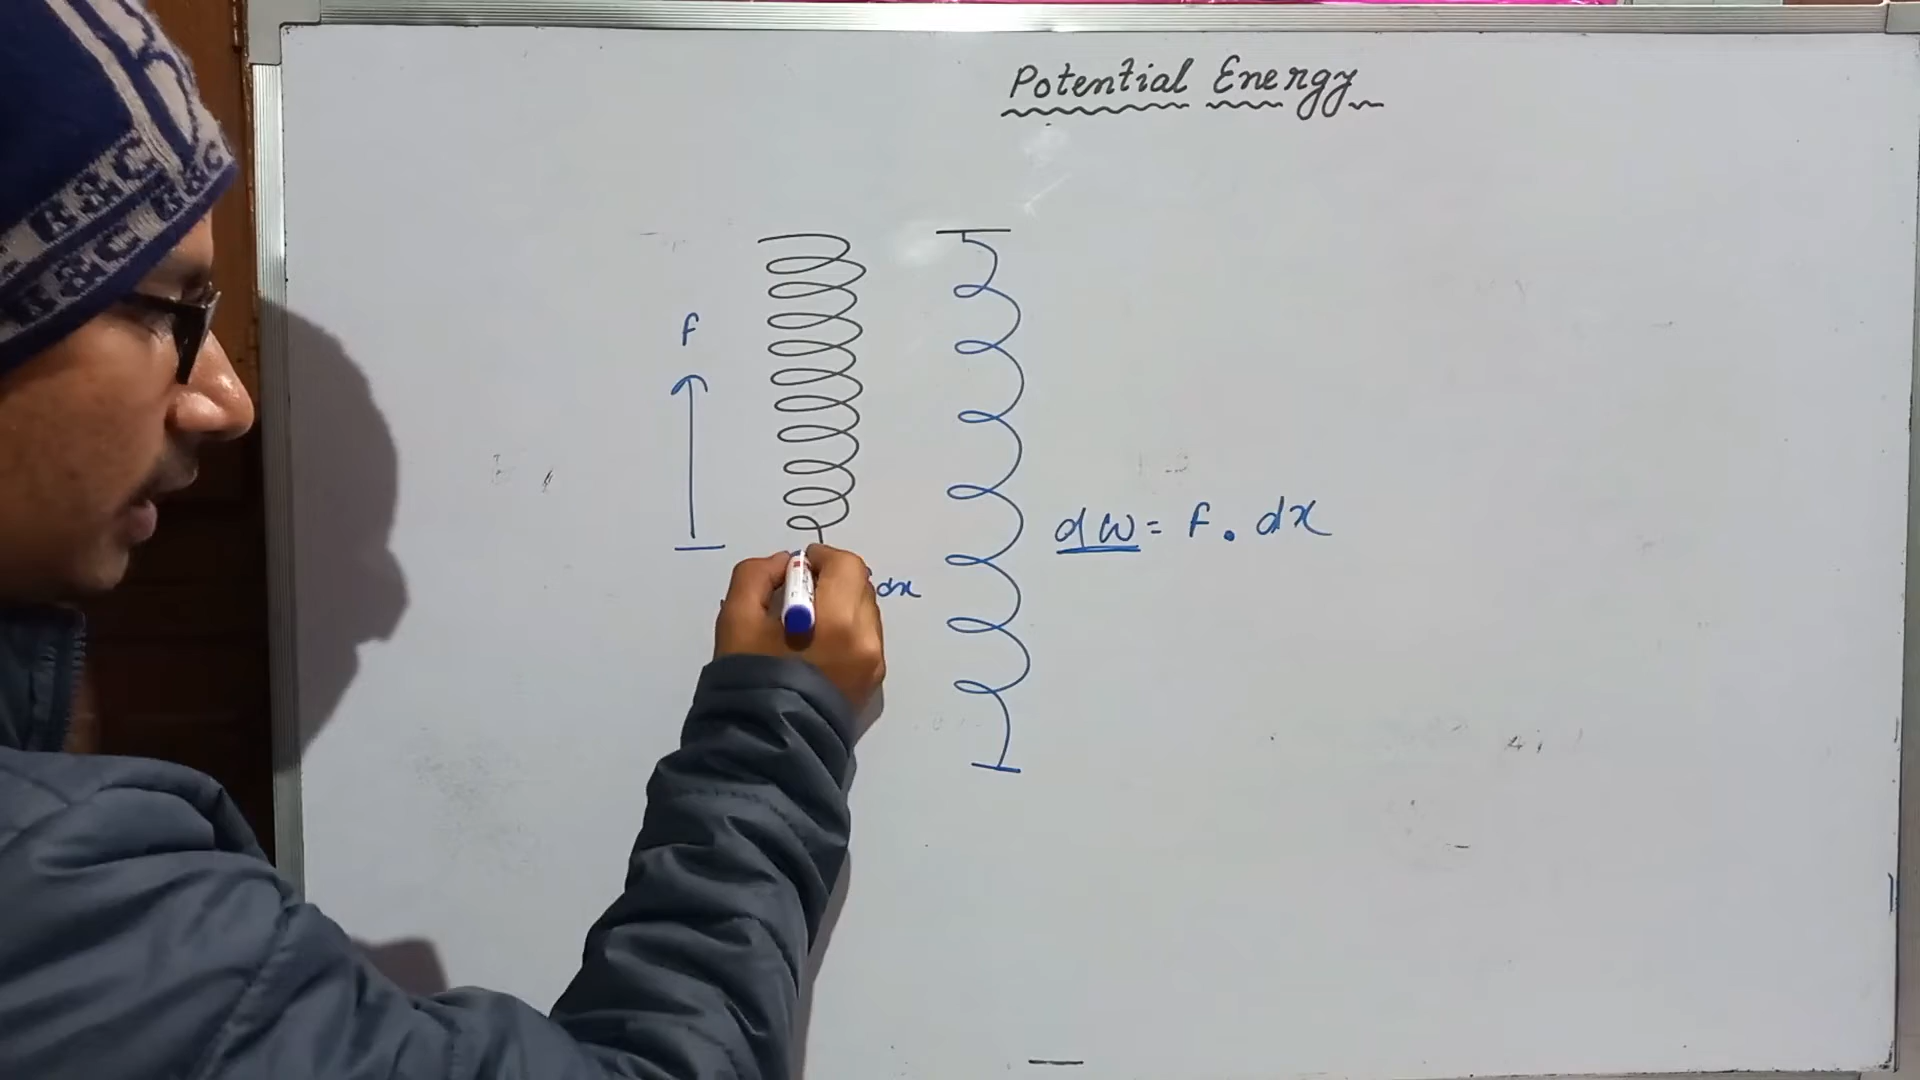 Potential Energy
F
dW = F . dx
dx